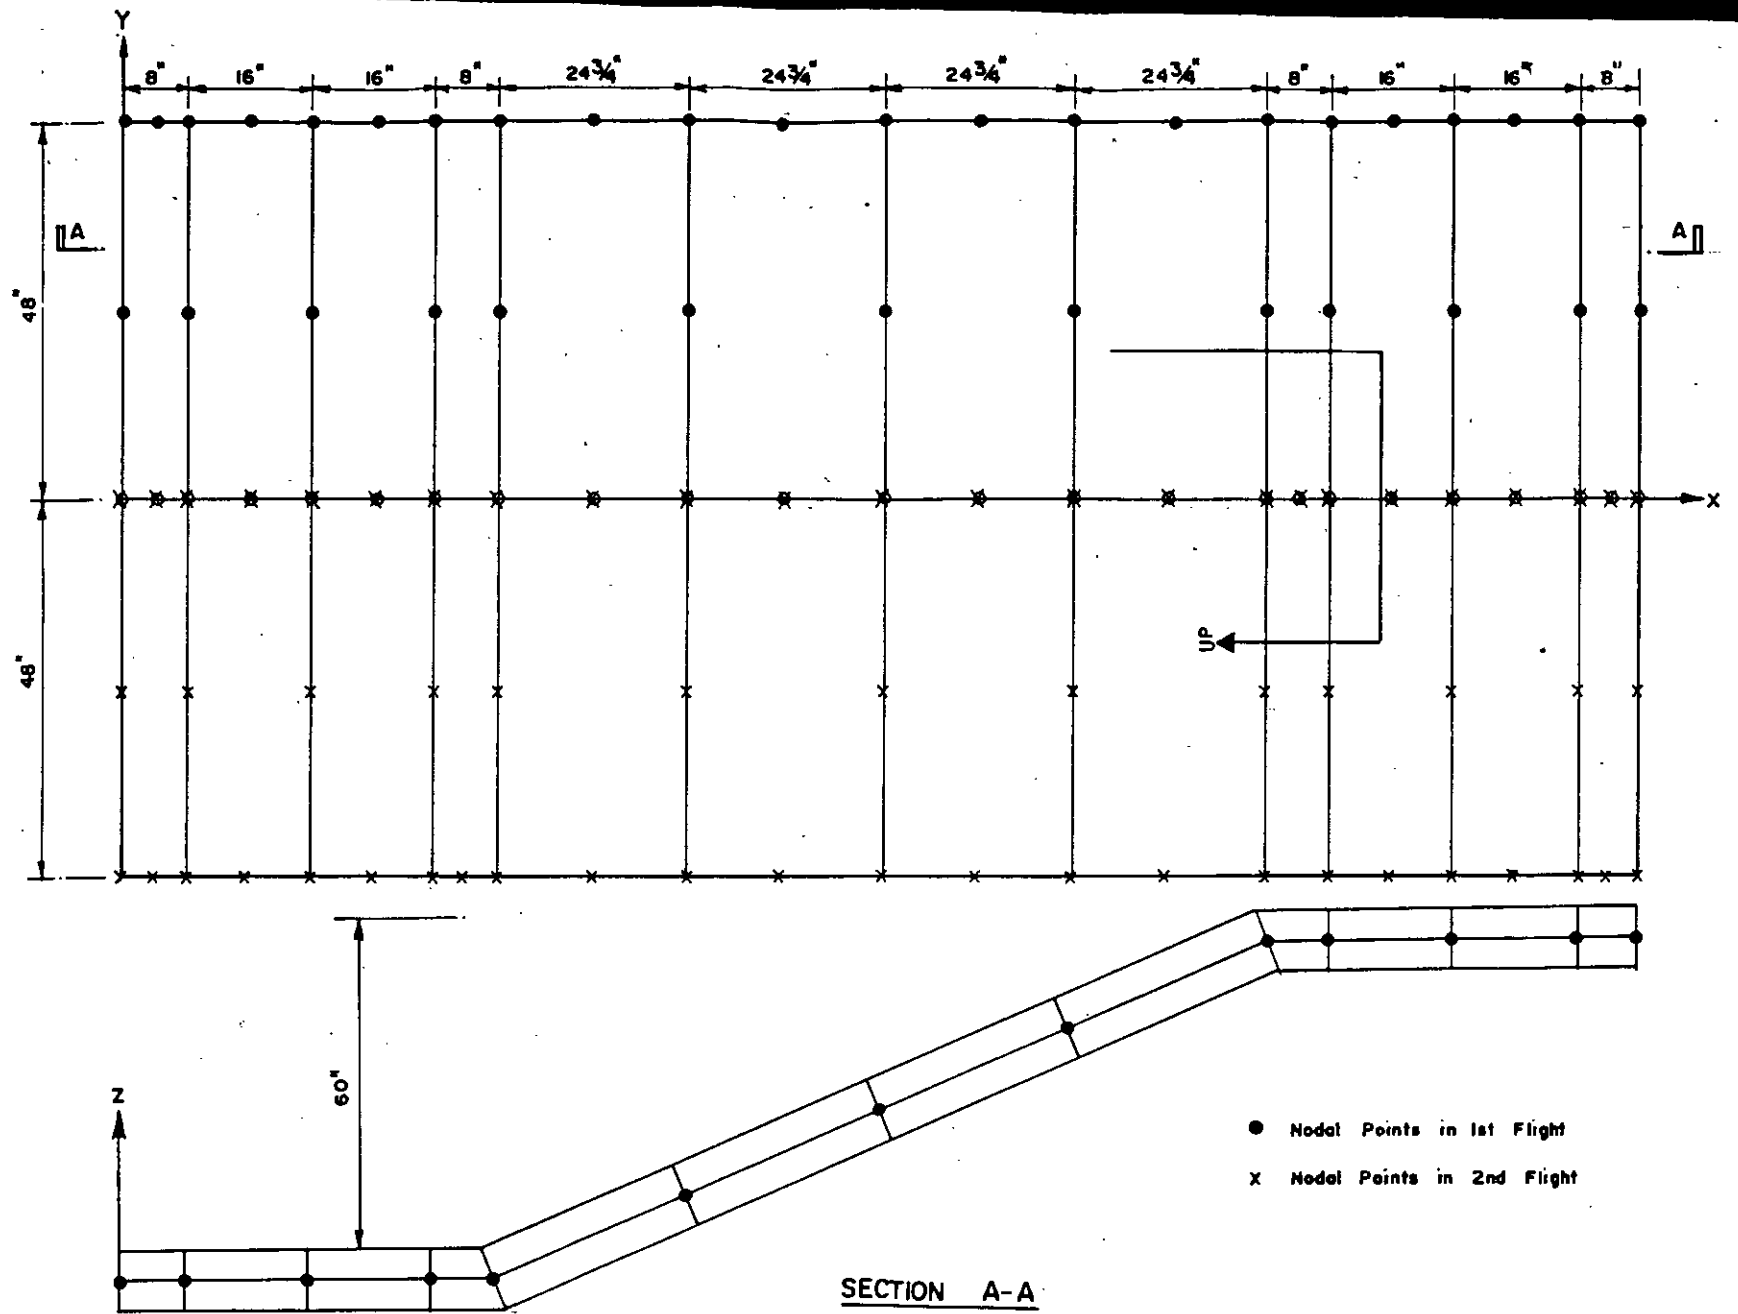 Y
8" 16" 16" 8" 24¾" 24¾" 24¾" 24¾" 8" 16" 16" 8"
A A
48"
X
UP
48"
60"
Z
● Nodal Points in 1st Flight
x Nodal Points in 2nd Flight
SECTION A-A